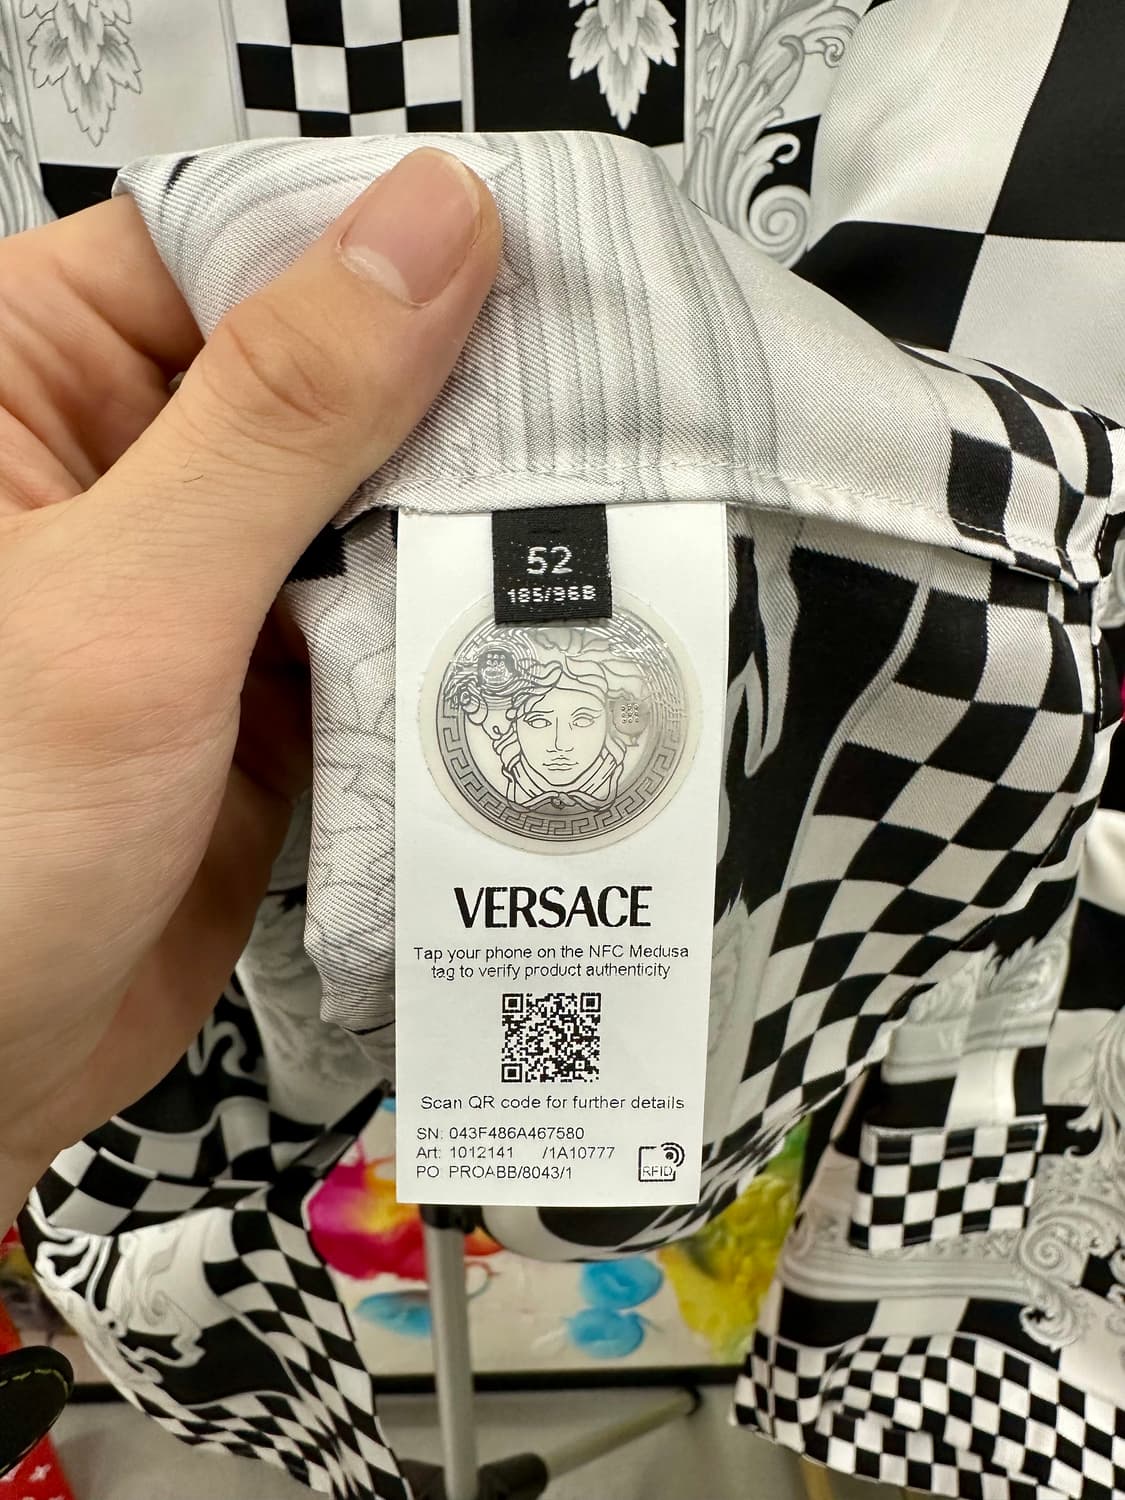 52
185/96B
VERSACE
Tap your phone on the NFC Medusa
tag to verify product authenticity
Scan QR code for further details
SN: 043F486A467580
Art: 1012141 /1A10777
PO: PROABB/8043/1
RFID